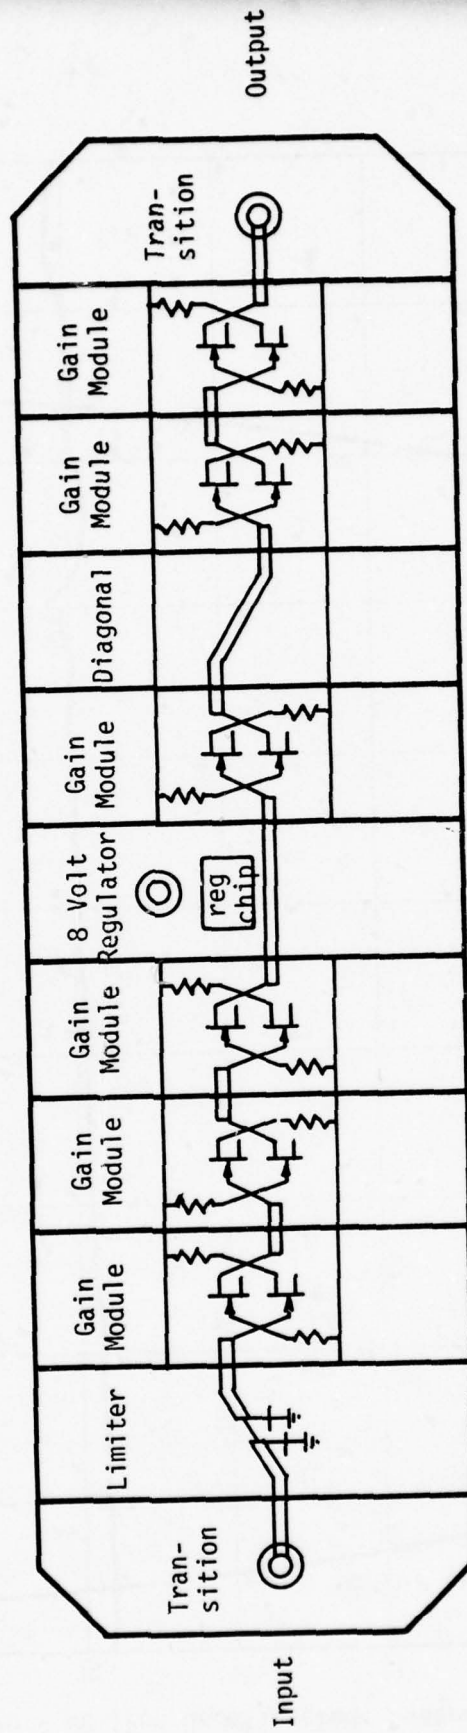 Input
Tran-
sition
Limiter
Gain
Module
Gain
Module
Gain
Module
8 Volt
Regulator
reg
chip
Gain
Module
Diagonal
Gain
Module
Gain
Module
Tran-
sition
Output